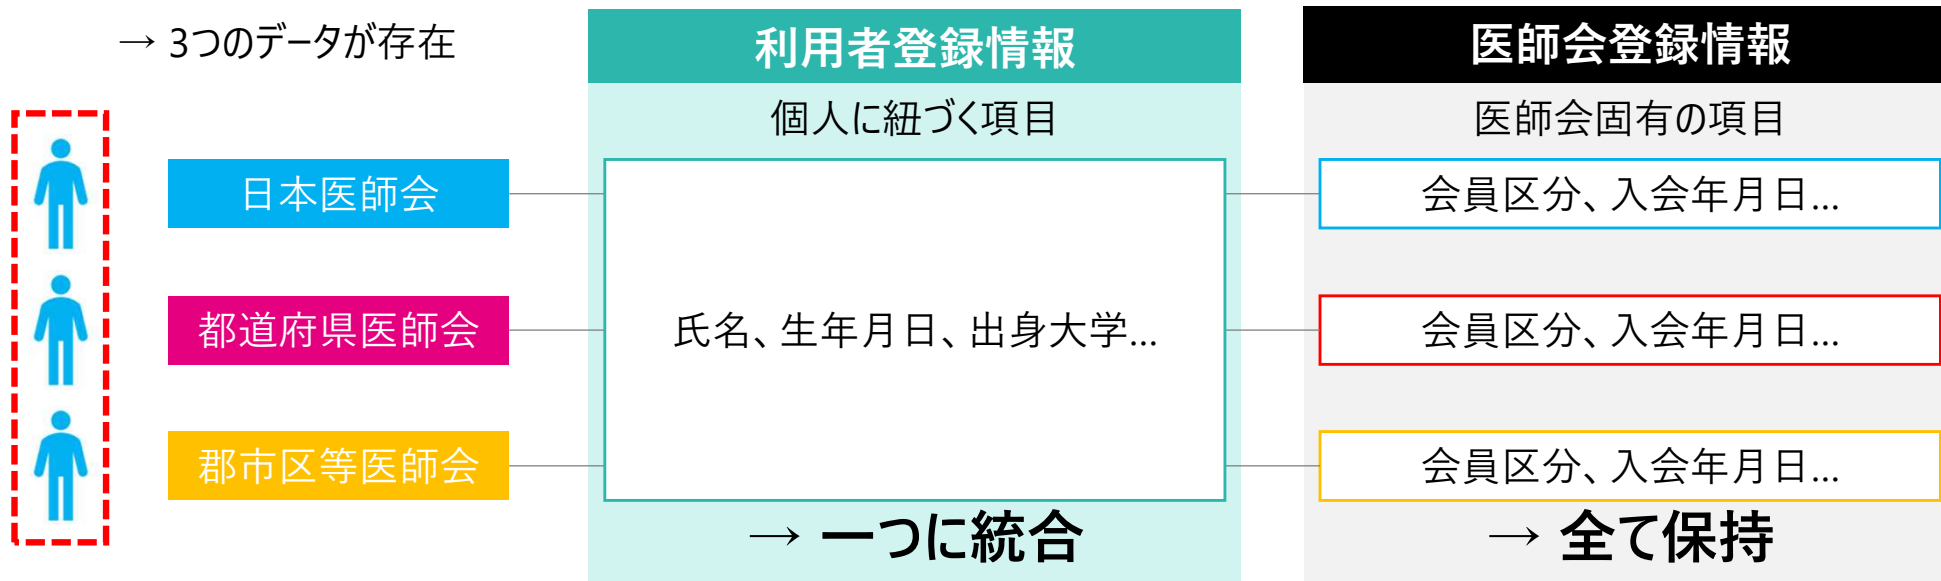 → 3つのデータが存在
利用者登録情報
医師会登録情報
個人に紐づく項目
医師会固有の項目
日本医師会
会員区分、入会年月日...
都道府県医師会
氏名、生年月日、出身大学...
会員区分、入会年月日...
郡市区等医師会
会員区分、入会年月日...
→ 一つに統合
→ 全て保持